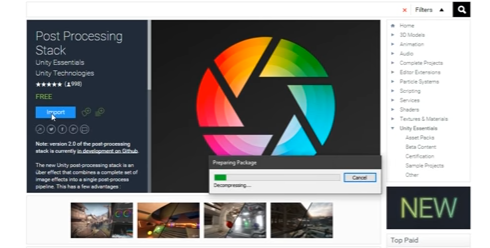 Filters
Post Processing
Stack
Unity Essentials
Unity Technologies
★★★★★ (998)
FREE
Import
Note: version 2.0 of the post-processing
stack is currently in development on Github.
The new Unity post-processing stack is an
über effect that combines a complete set of
image effects into a single post-process
pipeline. This has a few advantages :
Preparing Package
Decompressing...
Cancel
Home
3D Models
Animation
Audio
Complete Projects
Editor Extensions
Particle Systems
Scripting
Services
Shaders
Textures & Materials
Unity Essentials
Asset Packs
Beta Content
Certification
Sample Projects
Other
NEW
Top Paid